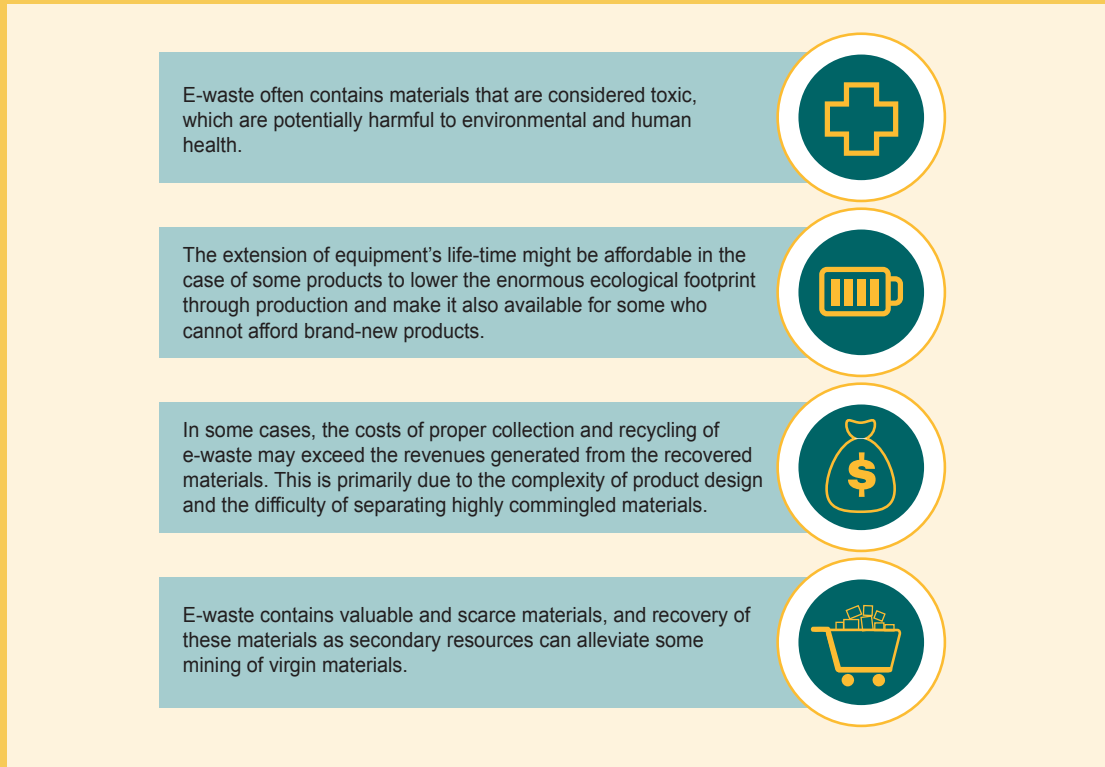 E-waste often contains materials that are considered toxic,
which are potentially harmful to environmental and human
health.
The extension of equipment's life-time might be affordable in the
case of some products to lower the enormous ecological footprint
through production and make it also available for some who
cannot afford brand-new products.
In some cases, the costs of proper collection and recycling of
e-waste may exceed the revenues generated from the recovered
materials. This is primarily due to the complexity of product design
and the difficulty of separating highly commingled materials.
$
E-waste contains valuable and scarce materials, and recovery of
these materials as secondary resources can alleviate some
mining of virgin materials.